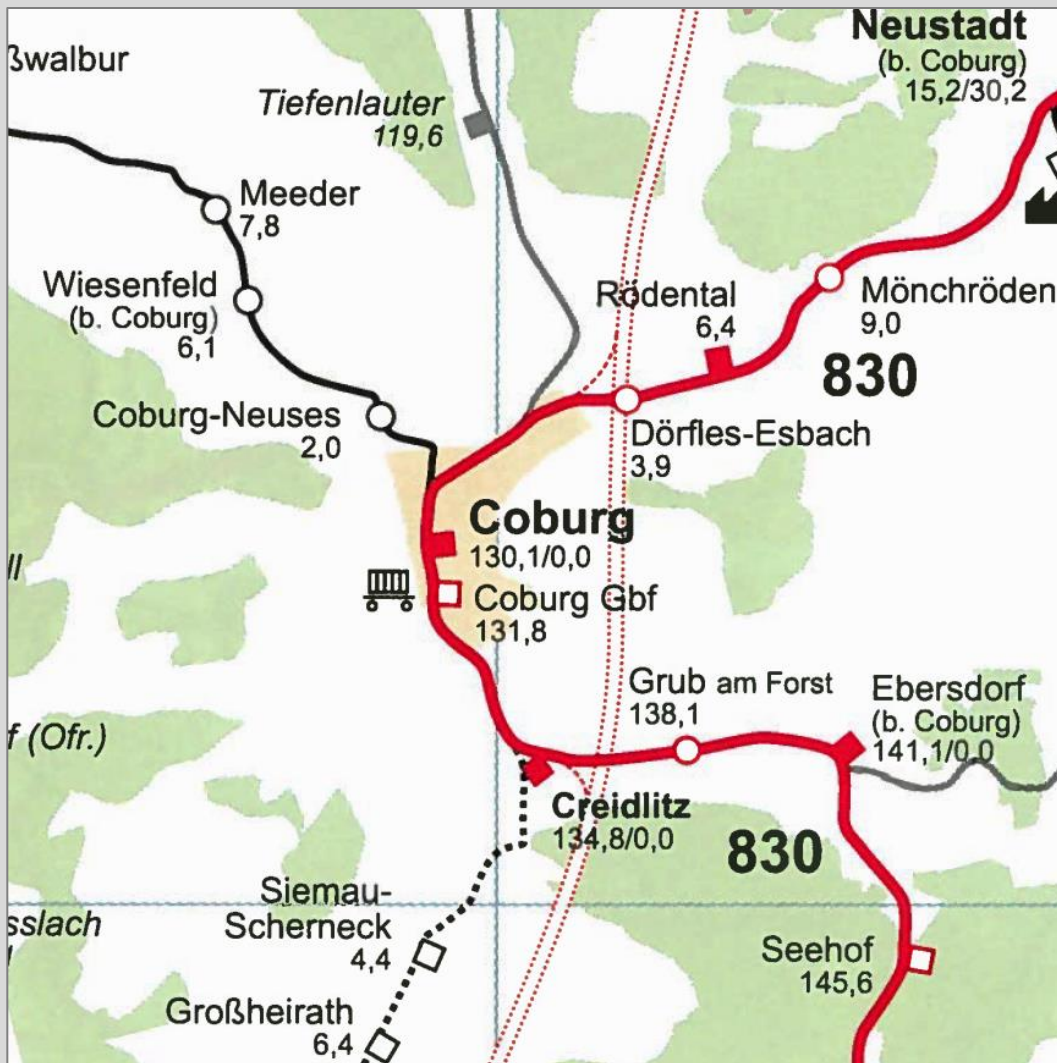 ßwalbur
Neustadt
(b. Coburg)
15,2/30,2
Tiefenlauter
119,6
Meeder
7,8
Wiesenfeld
(b. Coburg)
6,1
Rödental
6,4
Mönchröden
9,0
830
Coburg-Neuses
2,0
Dörfles-Esbach
3,9
Coburg
130,1/0,0
Coburg Gbf
131,8
ll
Grub am Forst
138,1
Ebersdorf
(b. Coburg)
141,1/0,0
f (Ofr.)
Creidlitz
134,8/0,0
830
Siemau-
Scherneck
4,4
sslach
Seehof
145,6
Großheirath
6,4